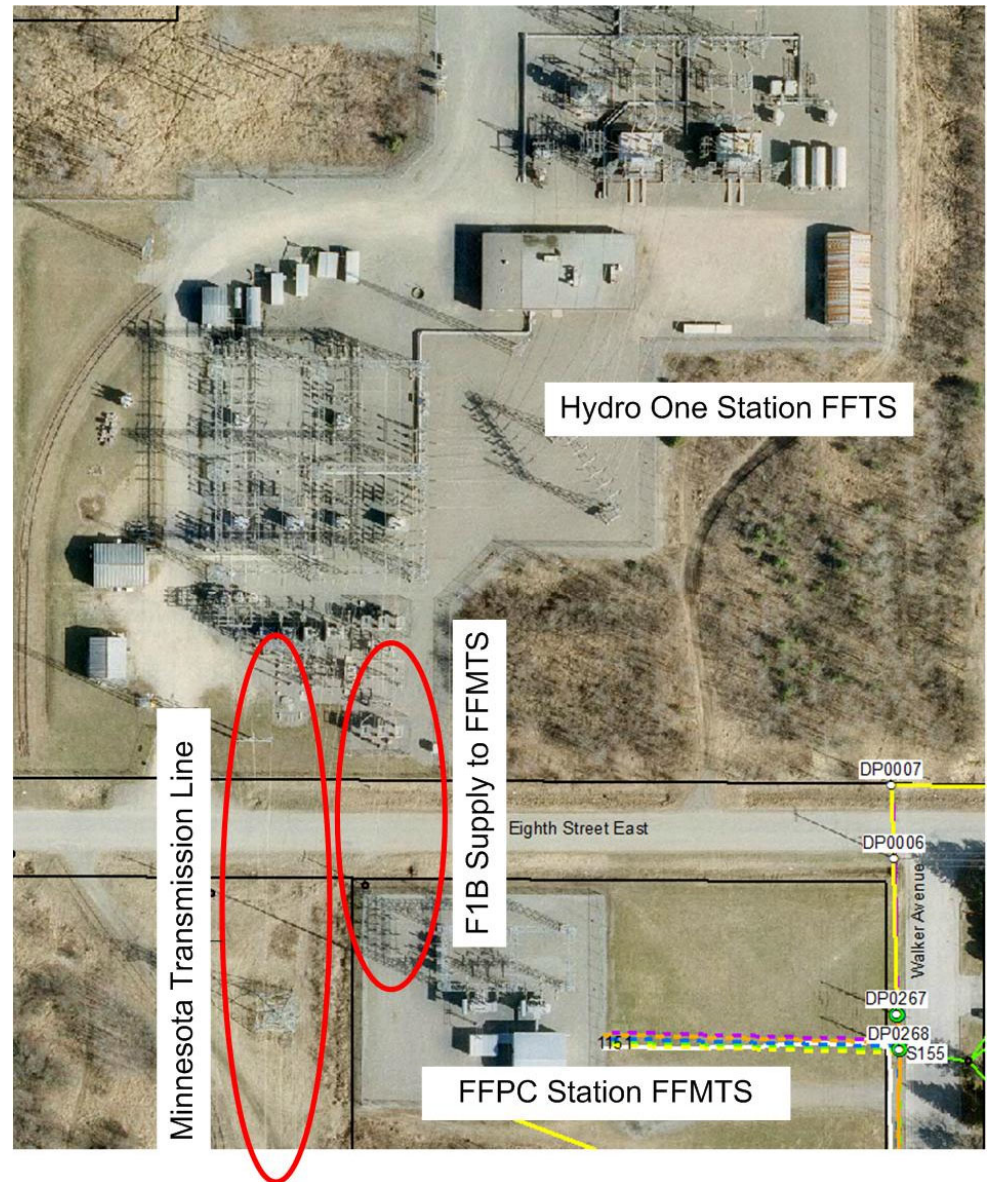 Hydro One Station FFTS
Minnesota Transmission Line
F1B Supply to FFMTS
DP0007
Eighth Street East
DP0006
Walker Avenue
DP0267
DP0268
1151
S155
FFPC Station FFMTS